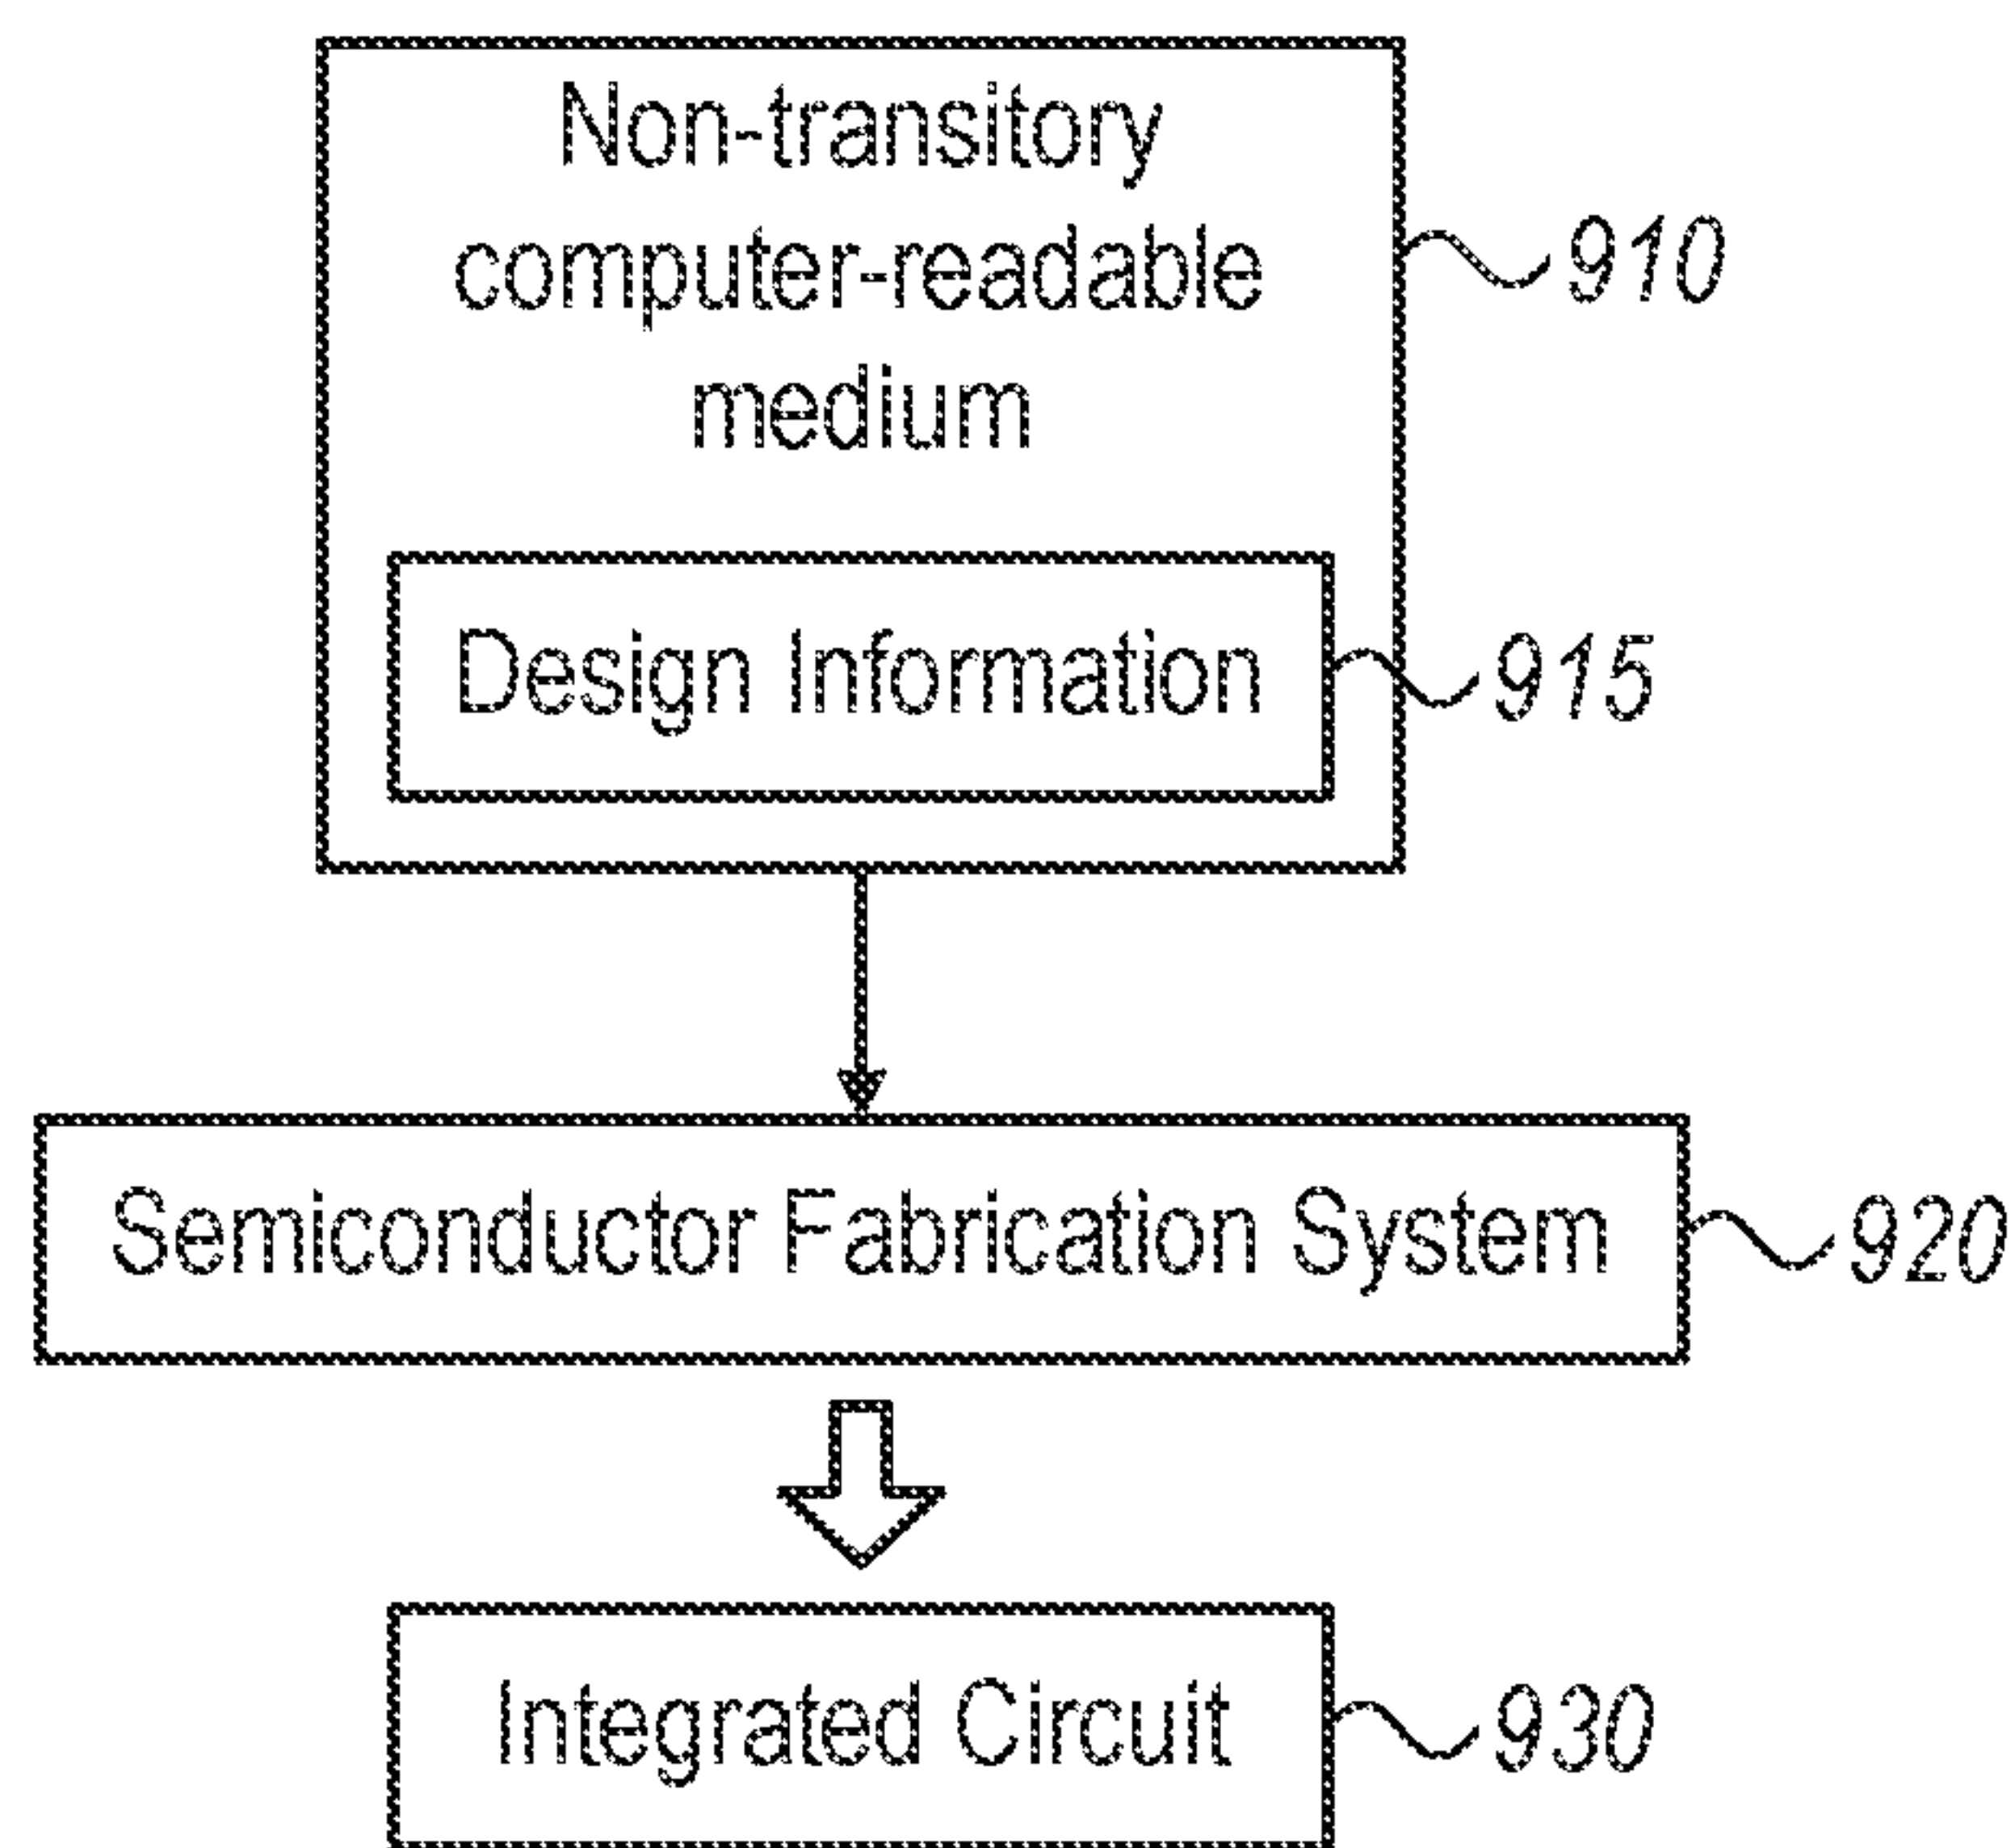 Non-transitory
computer-readable
medium
910
Design Information
915
Semiconductor Fabrication System
920
Integrated Circuit
930